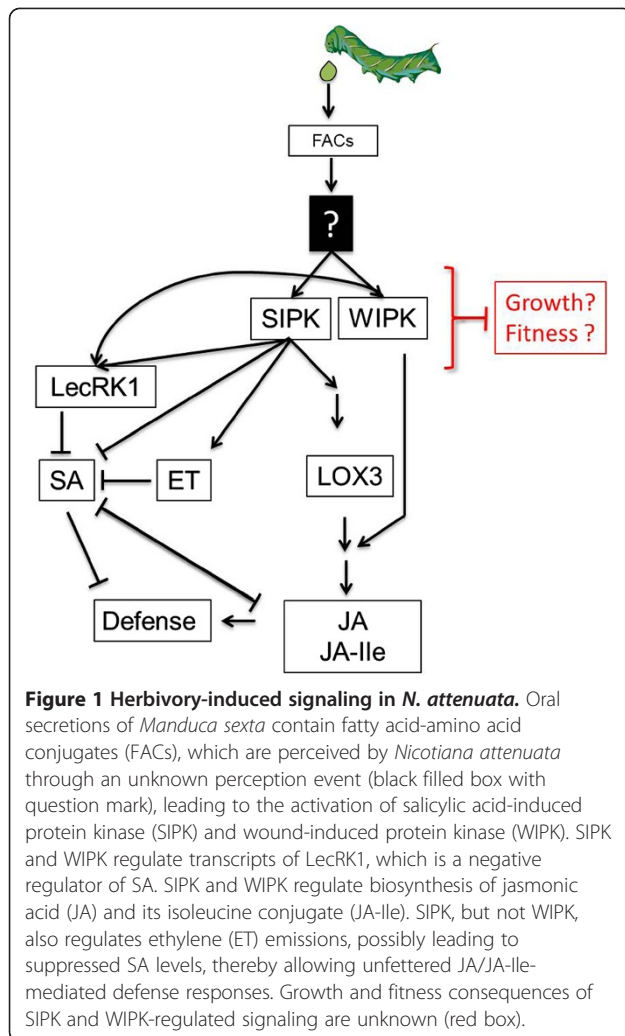 FACs
?
SIPK WIPK
Growth?
Fitness ?
LecRK1
SA
ET
LOX3
Defense
JA
JA-Ile
Figure 1 Herbivory-induced signaling in N. attenuata. Oral
secretions of Manduca sexta contain fatty acid-amino acid
conjugates (FACs), which are perceived by Nicotiana attenuata
through an unknown perception event (black filled box with
question mark), leading to the activation of salicylic acid-induced
protein kinase (SIPK) and wound-induced protein kinase (WIPK). SIPK
and WIPK regulate transcripts of LecRK1, which is a negative
regulator of SA. SIPK and WIPK regulate biosynthesis of jasmonic
acid (JA) and its isoleucine conjugate (JA-Ile). SIPK, but not WIPK,
also regulates ethylene (ET) emissions, possibly leading to
suppressed SA levels, thereby allowing unfettered JA/JA-Ile-
mediated defense responses. Growth and fitness consequences of
SIPK and WIPK-regulated signaling are unknown (red box).